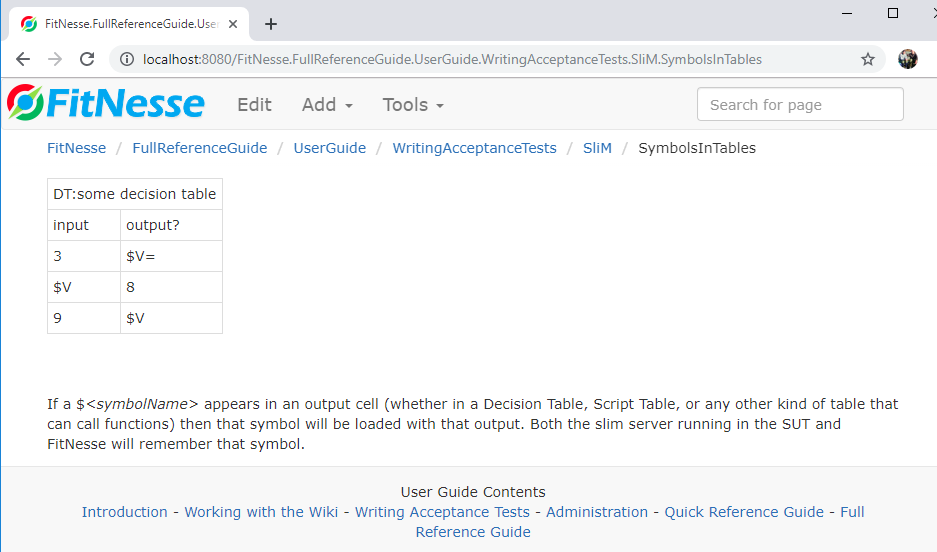 FitNesse.FullReferenceGuide.User
localhost:8080/FitNesse.FullReferenceGuide.UserGuide.WritingAcceptanceTests.SliM.SymbolsInTables
FitNesse Edit Add Tools Search for page
FitNesse / FullReferenceGuide / UserGuide / WritingAcceptanceTests / SliM / SymbolsInTables
DT:some decision table
input output?
3 $V=
$V 8
9 $V
If a $<symbolName> appears in an output cell (whether in a Decision Table, Script Table, or any other kind of table that
can call functions) then that symbol will be loaded with that output. Both the slim server running in the SUT and
FitNesse will remember that symbol.
User Guide Contents
Introduction - Working with the Wiki - Writing Acceptance Tests - Administration - Quick Reference Guide - Full
Reference Guide